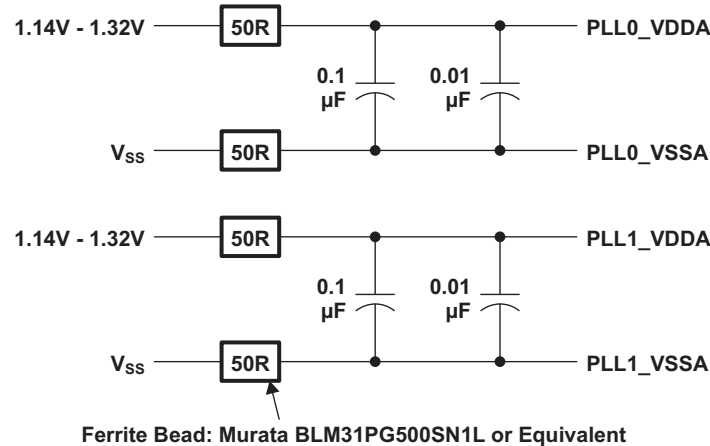 1.14V - 1.32V 50R PLL0_VDDA
0.1 0.01
µF µF
VSS 50R PLL0_VSSA
1.14V - 1.32V 50R PLL1_VDDA
0.1 0.01
µF µF
VSS 50R PLL1_VSSA
Ferrite Bead: Murata BLM31PG500SN1L or Equivalent